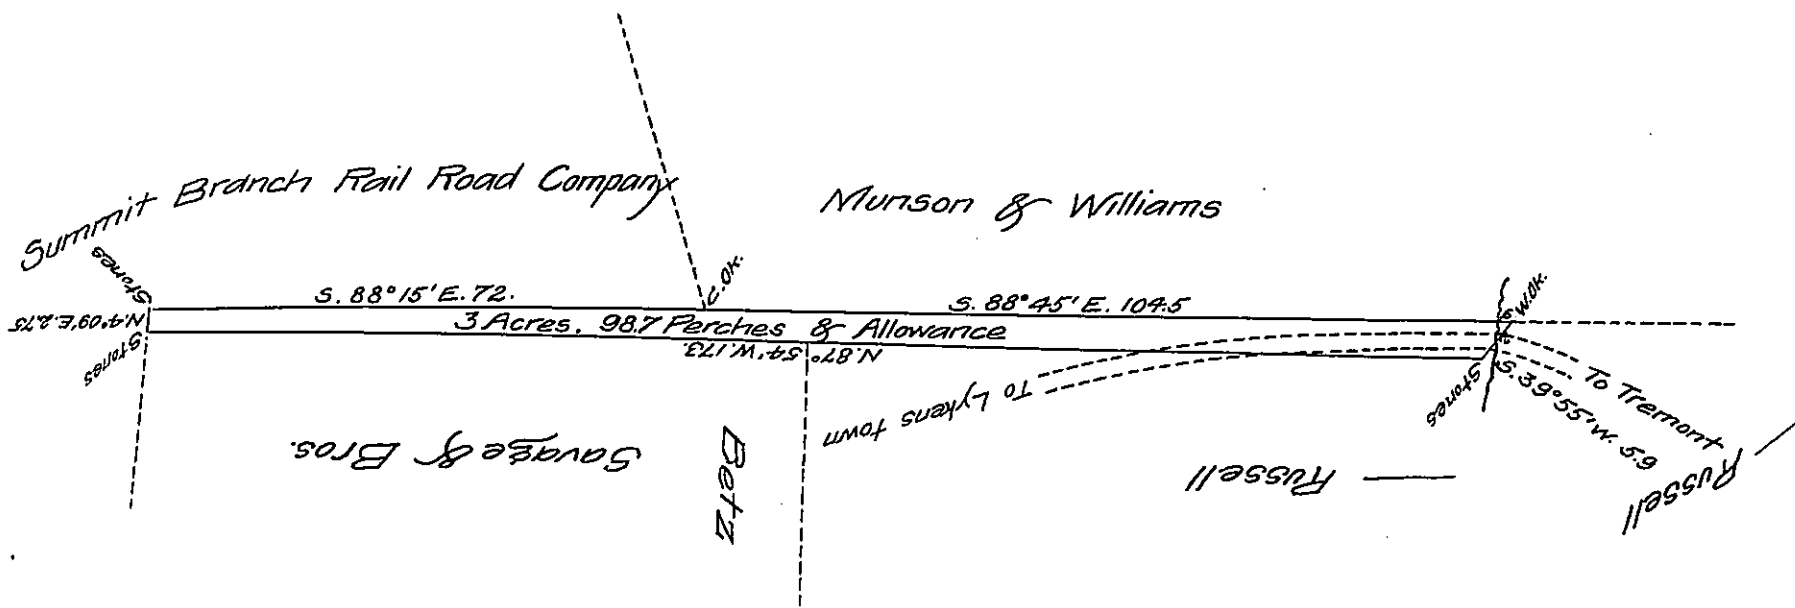 Summit Branch Rail Road Company
Munson & Williams
Stones
C.OK.
W.OK.
S. 88° 15' E. 72.
S. 88° 45' E. 104.5
N. 4° 09' E. 2.75
3 Acres. 98.7 Perches & Allowance
N. 87° 54' W. 173
Stones
Stones
To Lykens town
To Tremont
S. 39° 55' W. 5.9
Savage & Bros.
Betz
Russell
Russell